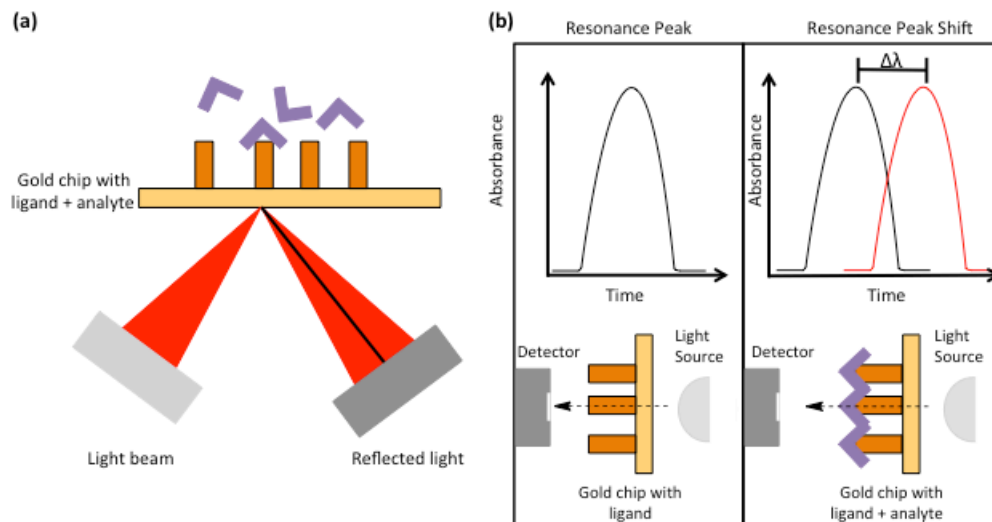 (a)
Gold chip with
ligand + analyte
Light beam
Reflected light
(b)
Resonance Peak
Absorbance
Time
Detector
Light
Source
Gold chip with
ligand
Resonance Peak Shift
Δλ
Absorbance
Time
Detector
Light
Source
Gold chip with
ligand + analyte